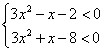 3x² − x − 2 < 0
3x² + x − 8 < 0